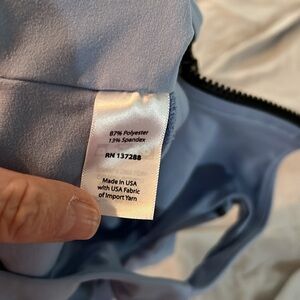 87% Polyester
13% Spandex
RN 137288
Made in USA
with USA Fabric
of Import Yarn